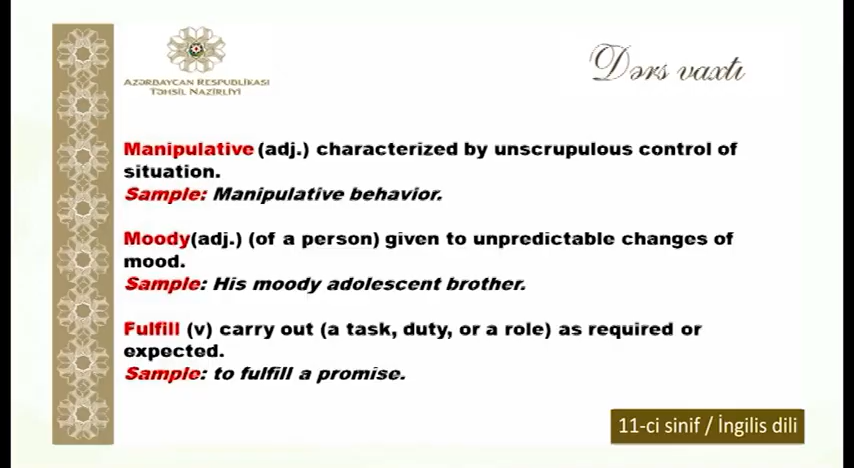 AZƏRBAYCAN RESPUBLİKASI
TƏHSİL NAZİRLİYİ
Dərs vaxtı
Manipulative (adj.) characterized by unscrupulous control of
situation.
Sample: Manipulative behavior.
Moody(adj.) (of a person) given to unpredictable changes of
mood.
Sample: His moody adolescent brother.
Fulfill (v) carry out (a task, duty, or a role) as required or
expected.
Sample: to fulfill a promise.
11-ci sinif / İngilis dili